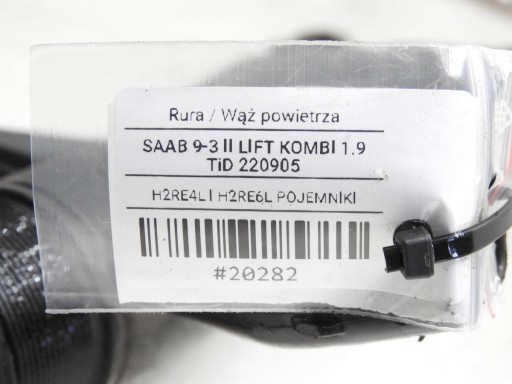 Rura / Wąż powietrza
SAAB 9-3 II LIFT KOMBI 1.9
TiD 220905
H2RE4L I H2RE6L POJEMNIKI
#20282